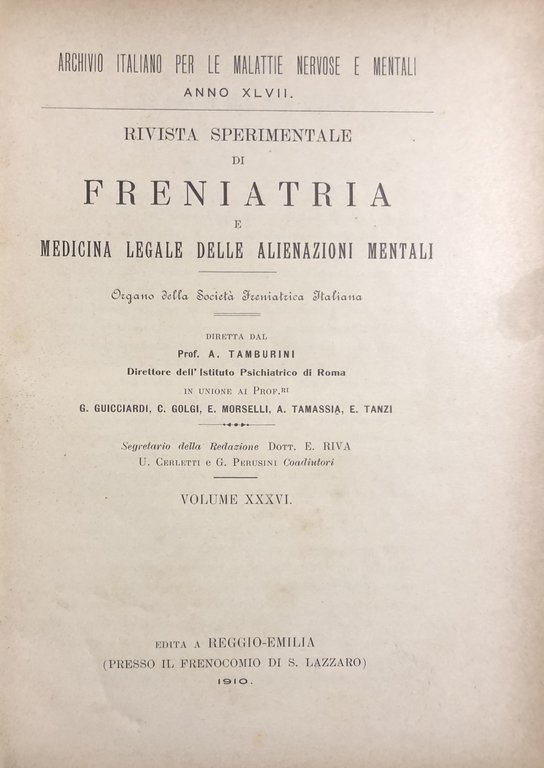 ARCHIVIO ITALIANO PER LE MALATTIE NERVOSE E MENTALI
ANNO XLVII.
RIVISTA SPERIMENTALE
DI
FRENIATRIA
E
MEDICINA LEGALE DELLE ALIENAZIONI MENTALI
Organo della Società Freniatrica Italiana
DIRETTA DAL
Prof. A. TAMBURINI
Direttore dell' Istituto Psichiatrico di Roma
IN UNIONE AI PROF.RI
G. GUICCIARDI, C. GOLGI, E. MORSELLI, A. TAMASSIA, E. TANZI
Segretario della Redazione DOTT. E. RIVA
U. CERLETTI e G. PERUSINI Coadiutori
VOLUME XXXVI.
EDITA A REGGIO-EMILIA
(PRESSO IL FRENOCOMIO DI S. LAZZARO)
1910.